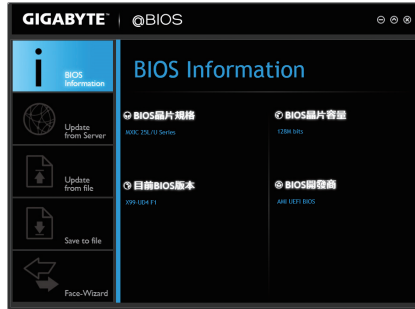 GIGABYTE™ @BIOS
BIOS
Information
Update
from Server
Update
from file
Save to file
Face-Wizard
BIOS Information
BIOS晶片規格
MXIC 25L/U Series
BIOS晶片容量
128M bits
目前BIOS版本
X99-UD4 F1
BIOS開發商
AMI UEFI BIOS